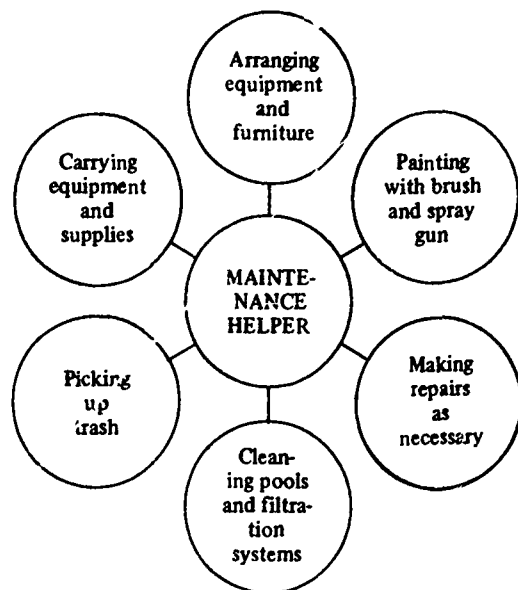 Arranging
equipment
and
furniture
Carrying
equipment
and
supplies
Painting
with brush
and spray
gun
MAINTE-
NANCE
HELPER
Picking
up
trash
Making
repairs
as
necessary
Clean-
ing pools
and filtra-
tion
systems